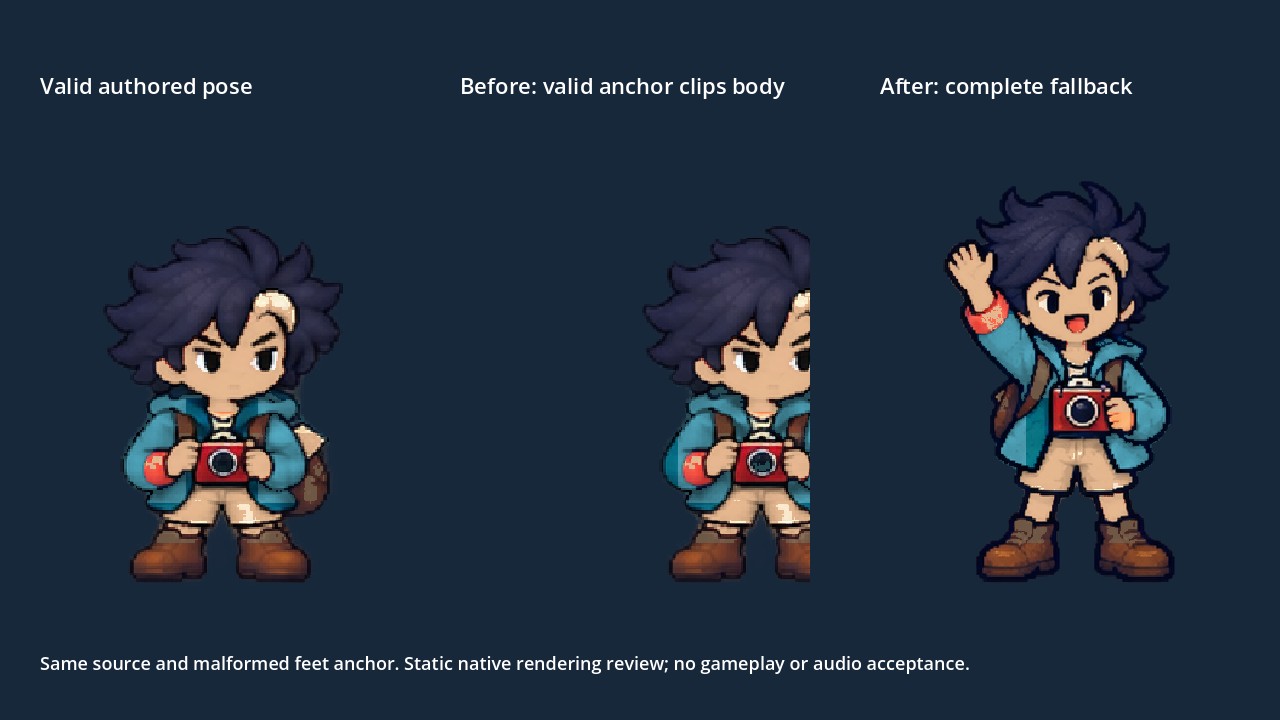 Valid authored pose
Before: valid anchor clips body
After: complete fallback
Same source and malformed feet anchor. Static native rendering review; no gameplay or audio acceptance.